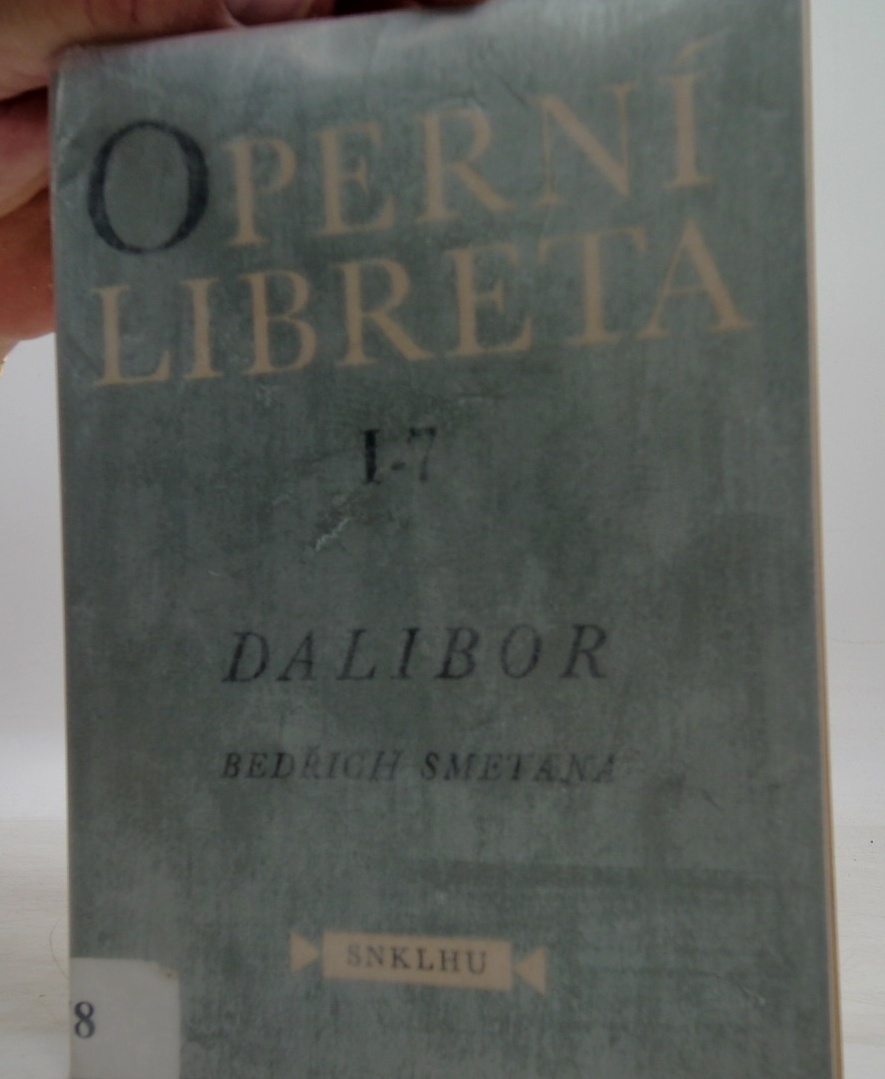 OPERNÍ
LIBRETA
I-7
DALIBOR
BEDŘICH SMETANA
SNKLHU
8